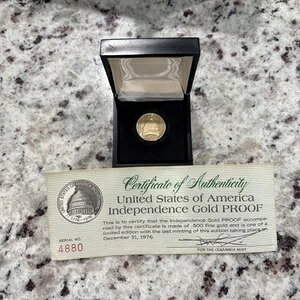 Certificate of Authenticity
United States of America
Independence Gold PROOF
This is to certify that the Independence Gold PROOF accompanied by this certificate is made of .500 fine gold and is one of a
limited edition with the last minting of this edition taking place on
December 31, 1976.
SERIAL NO.
4880
FOR THE COLUMBIA MINT